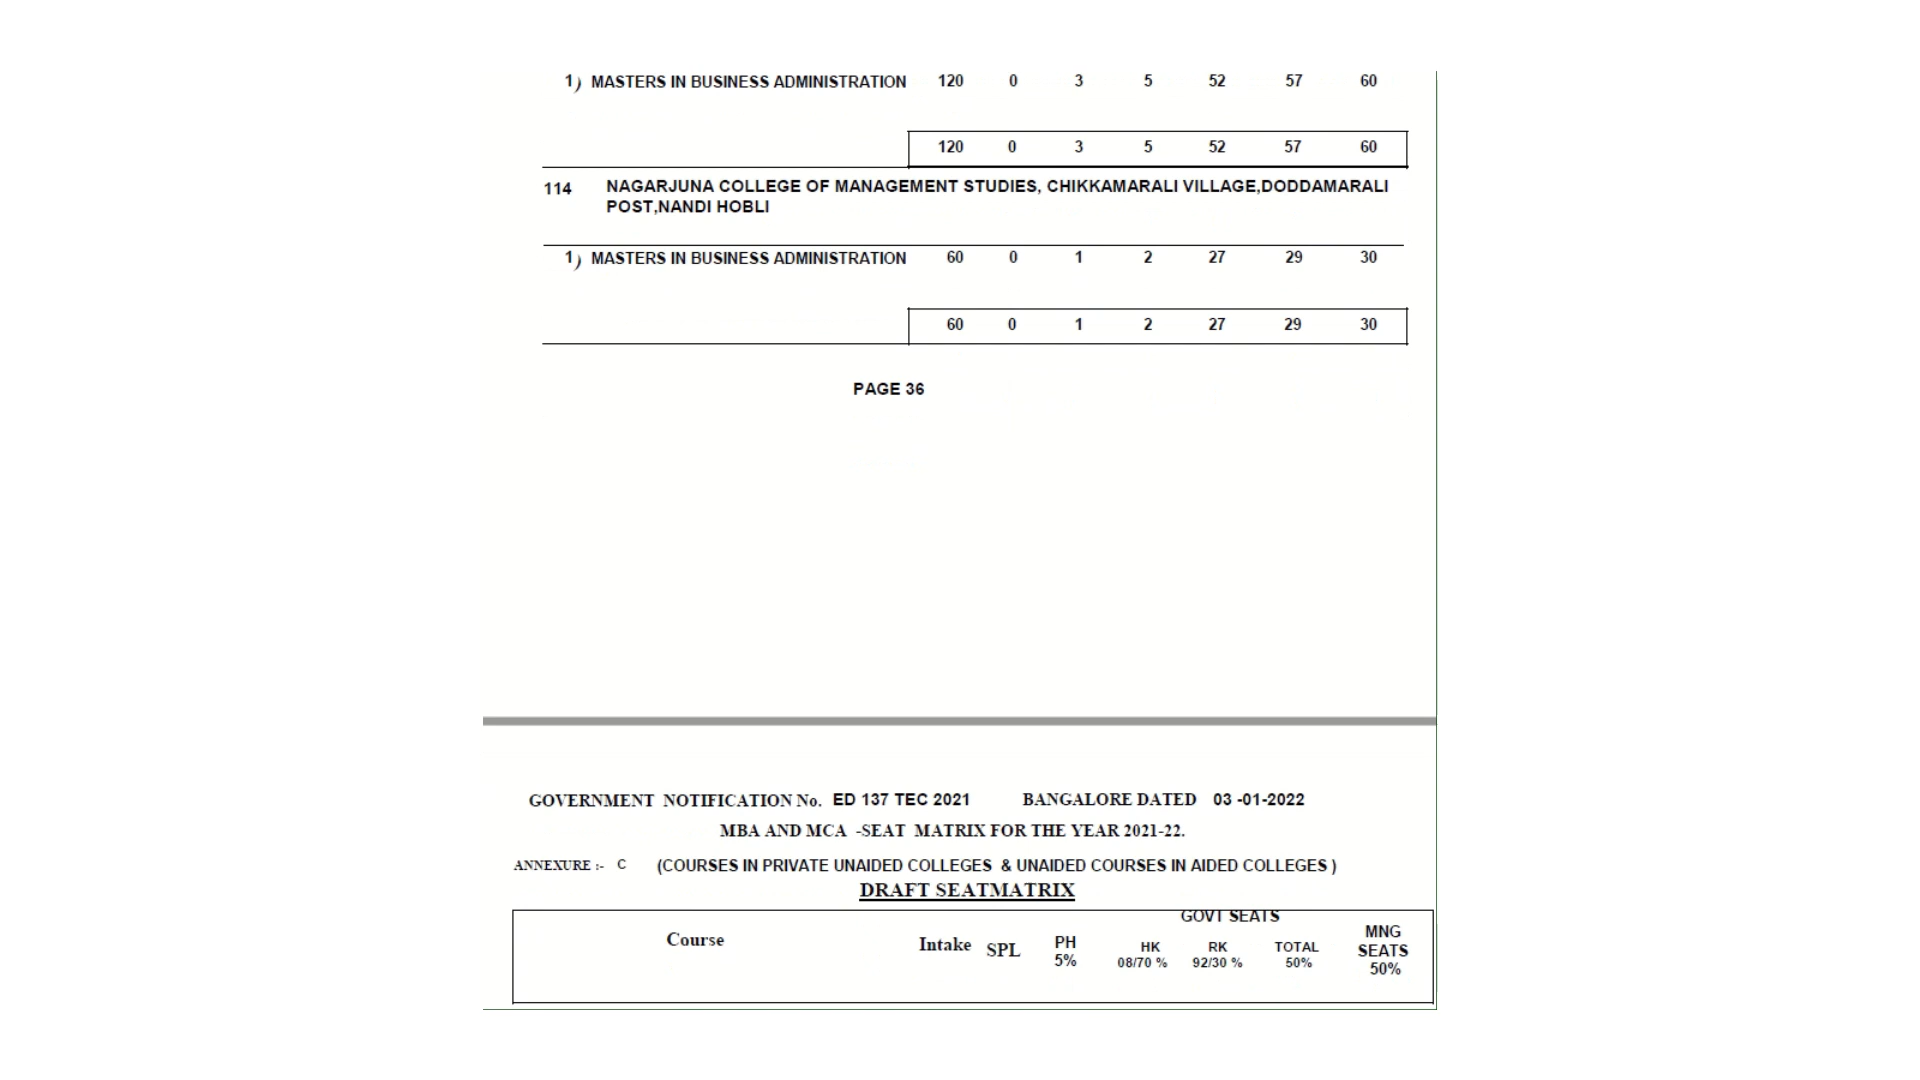 1) MASTERS IN BUSINESS ADMINISTRATION 120 0 3 5 52 57 60
120 0 3 5 52 57 60
114 NAGARJUNA COLLEGE OF MANAGEMENT STUDIES, CHIKKAMARALI VILLAGE,DODDAMARALI
POST,NANDI HOBLI
1) MASTERS IN BUSINESS ADMINISTRATION 60 0 1 2 27 29 30
60 0 1 2 27 29 30
PAGE 36
GOVERNMENT NOTIFICATION No. ED 137 TEC 2021 BANGALORE DATED 03 -01-2022
MBA AND MCA -SEAT MATRIX FOR THE YEAR 2021-22.
ANNEXURE :- C (COURSES IN PRIVATE UNAIDED COLLEGES & UNAIDED COURSES IN AIDED COLLEGES )
DRAFT SEATMATRIX
GOVT SEATS
Course Intake SPL PH HK RK TOTAL MNG SEATS
5% 08/70 % 92/30 % 50% 50%